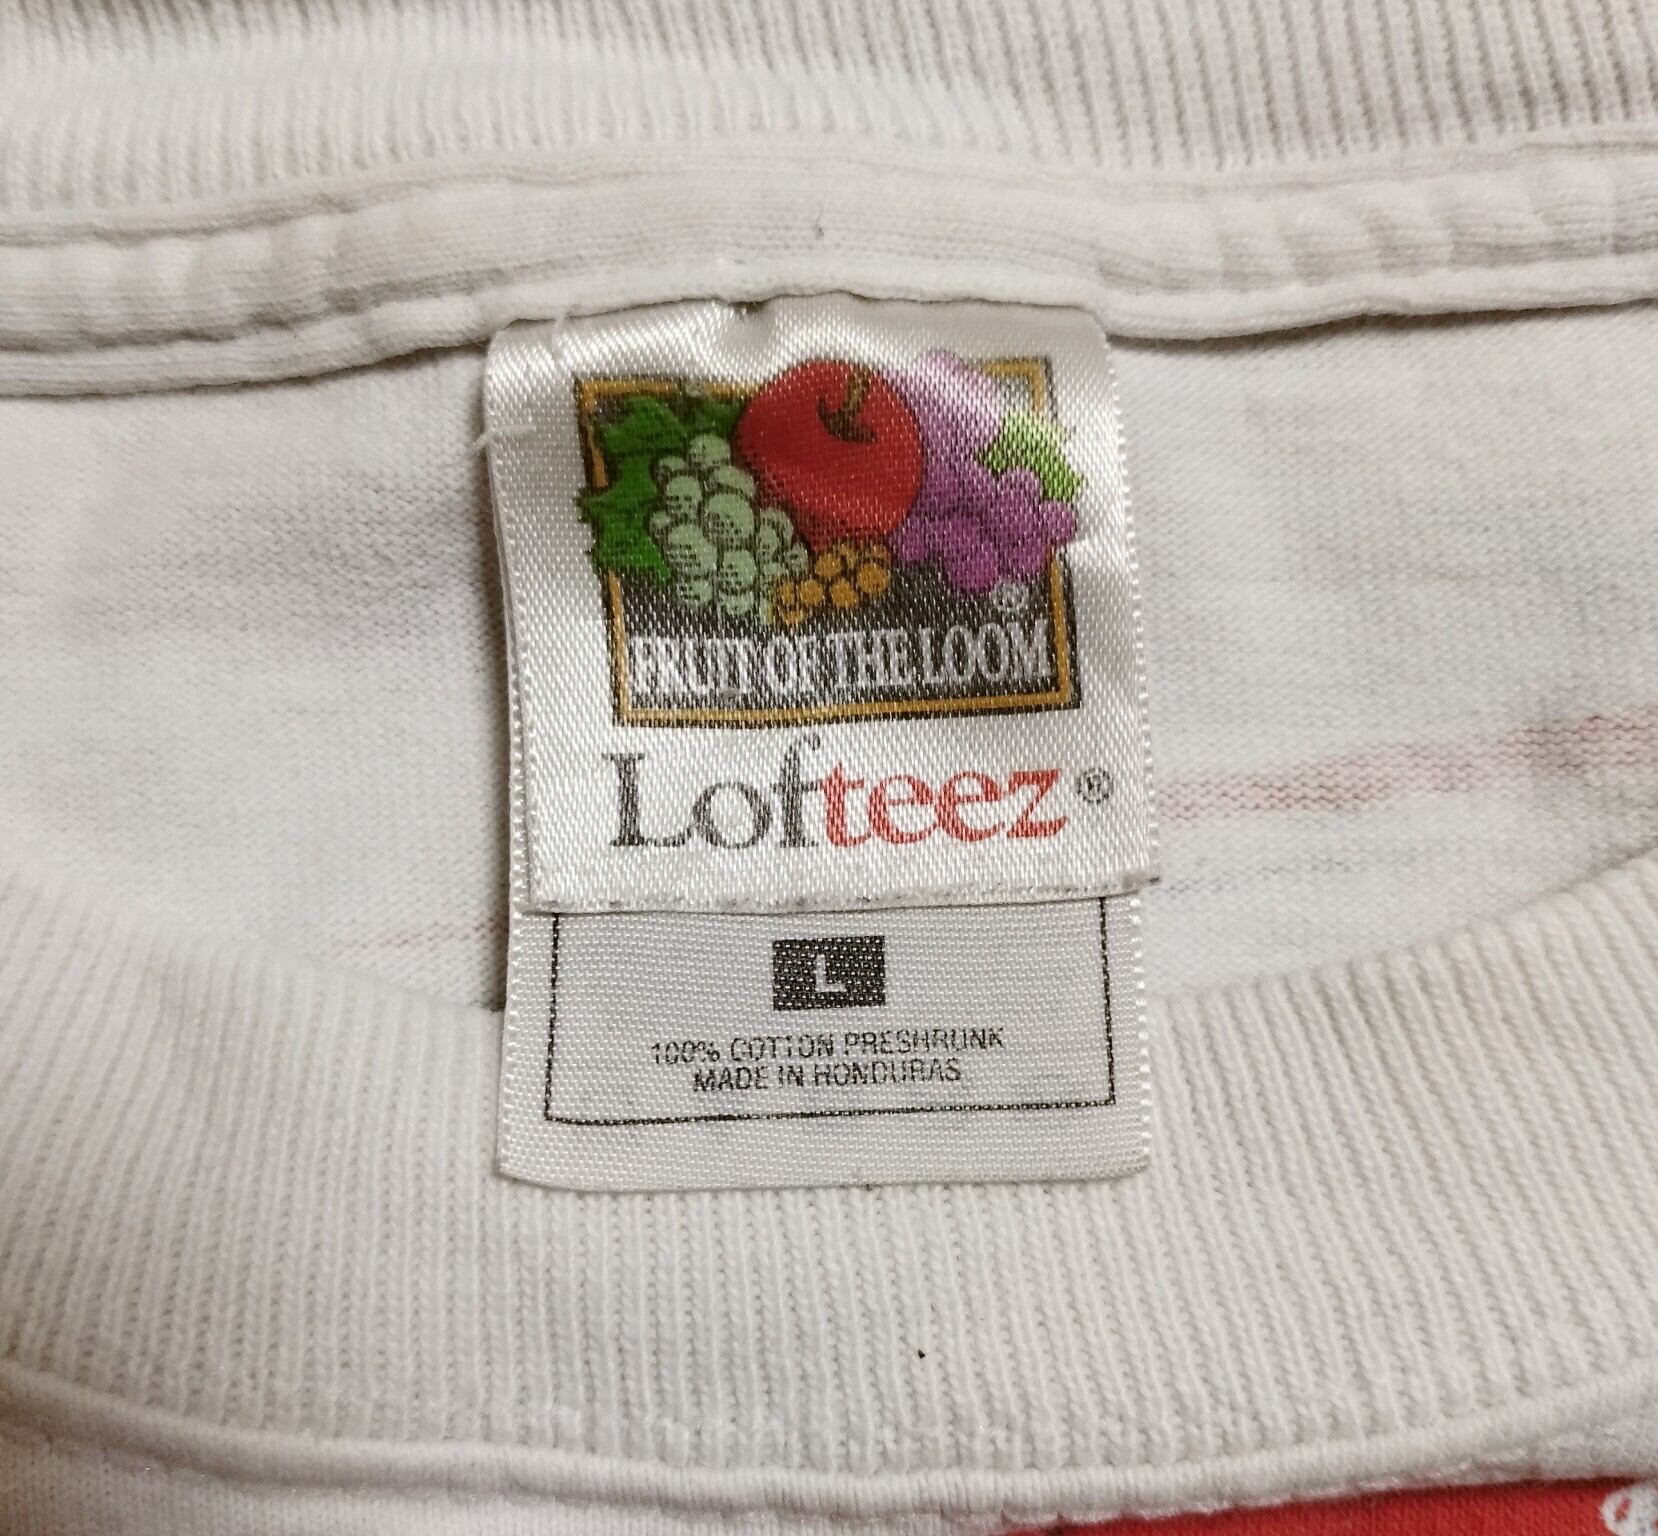 ®
FRUIT OF THE LOOM
Lofteez®
L
100% COTTON PRESHRUNK
MADE IN HONDURAS